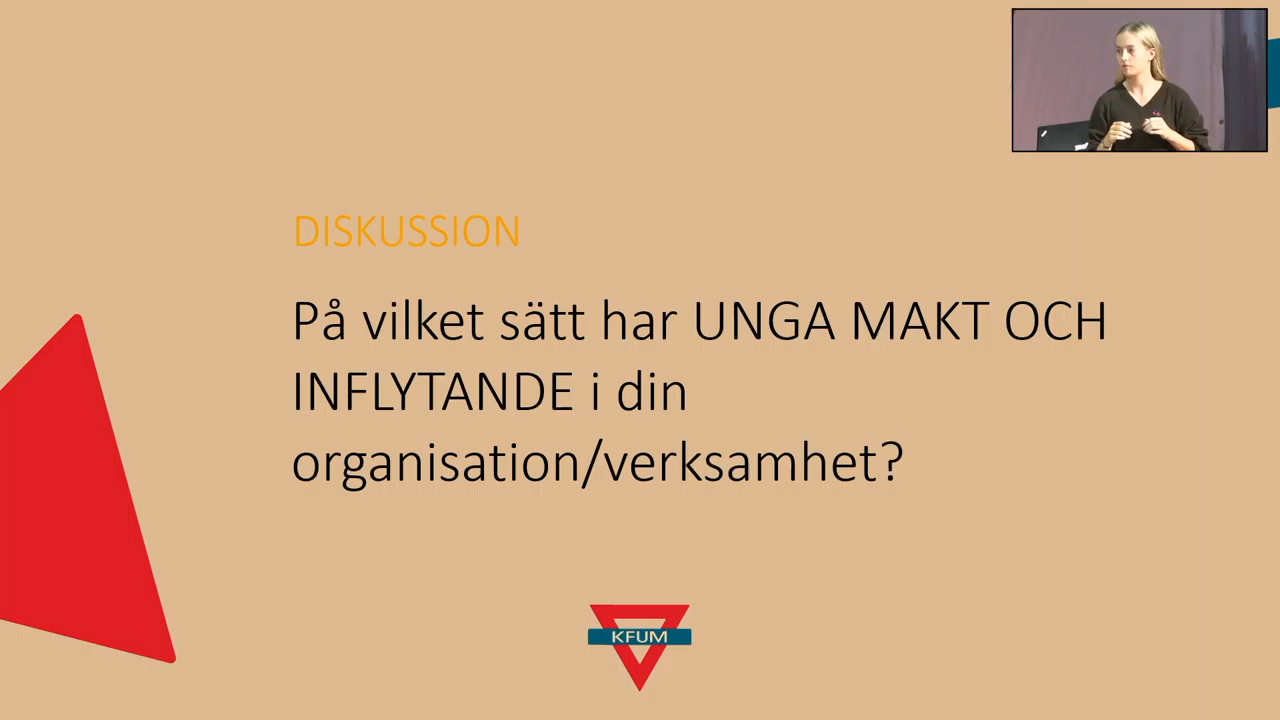 DISKUSSION
På vilket sätt har UNGA MAKT OCH
INFLYTANDE i din
organisation/verksamhet?
KFUM